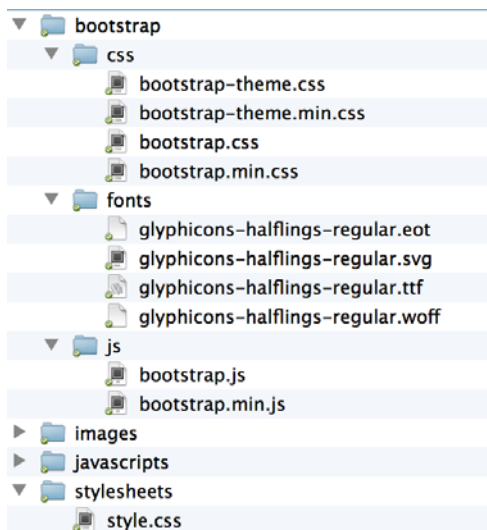 bootstrap
css
bootstrap-theme.css
bootstrap-theme.min.css
bootstrap.css
bootstrap.min.css
fonts
glyphicons-halflings-regular.eot
glyphicons-halflings-regular.svg
glyphicons-halflings-regular.ttf
glyphicons-halflings-regular.woff
js
bootstrap.js
bootstrap.min.js
images
javascripts
stylesheets
style.css